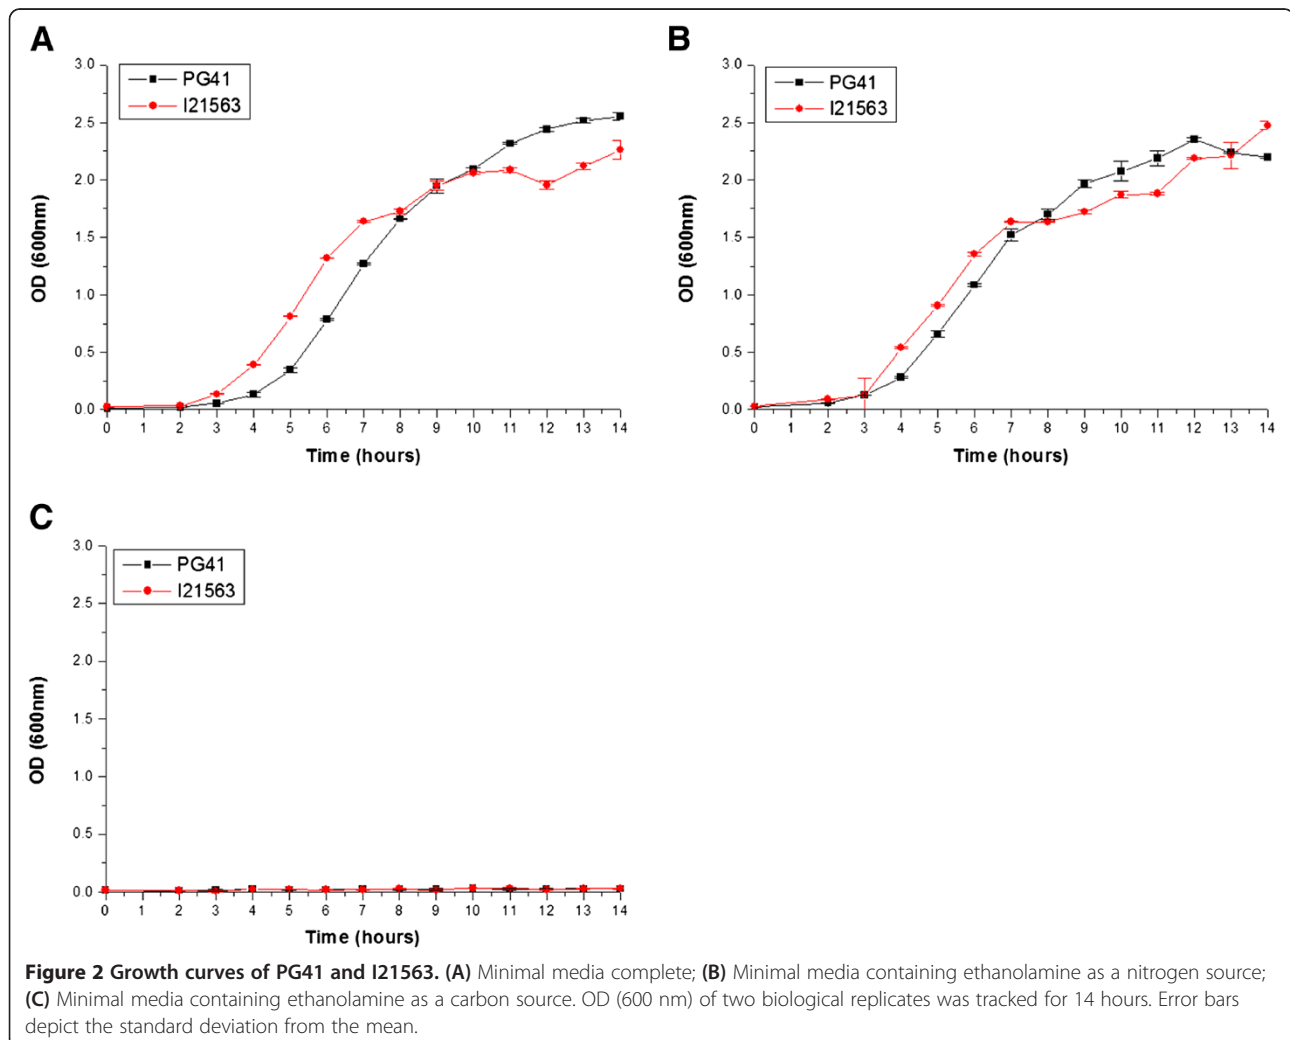 A
PG41
I21563
3.0
2.5
2.0
1.5
1.0
0.5
0.0
OD (600nm)
0 1 2 3 4 5 6 7 8 9 10 11 12 13 14
Time (hours)
B
PG41
I21563
3.0
2.5
2.0
1.5
1.0
0.5
0.0
OD (600nm)
0 1 2 3 4 5 6 7 8 9 10 11 12 13 14
Time (hours)
C
PG41
I21563
3.0
2.5
2.0
1.5
1.0
0.5
0.0
OD (600nm)
0 1 2 3 4 5 6 7 8 9 10 11 12 13 14
Time (hours)
Figure 2 Growth curves of PG41 and I21563. (A) Minimal media complete; (B) Minimal media containing ethanolamine as a nitrogen source;
(C) Minimal media containing ethanolamine as a carbon source. OD (600 nm) of two biological replicates was tracked for 14 hours. Error bars
depict the standard deviation from the mean.